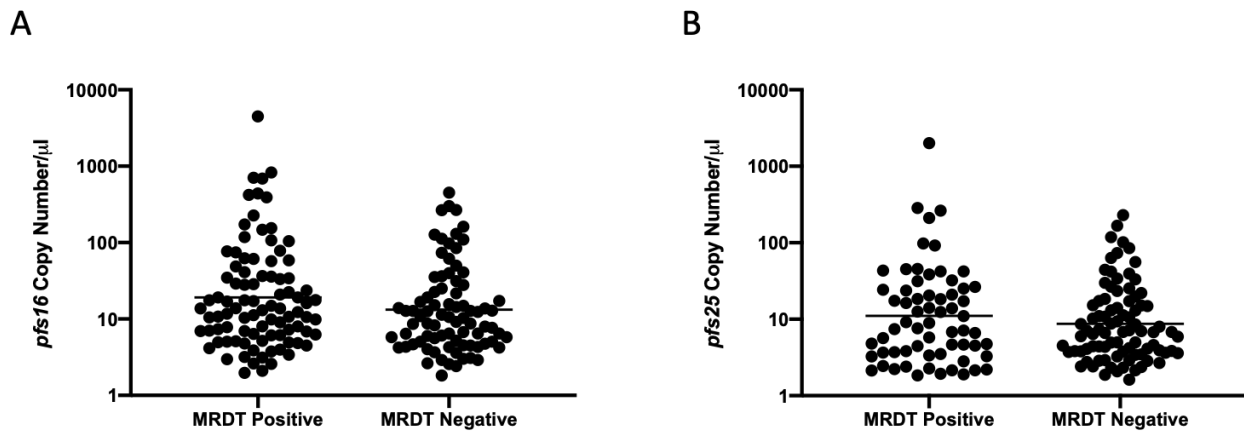 A
pfs16 Copy Number/µl
10000
1000
100
10
1
MRDT Positive MRDT Negative
B
pfs25 Copy Number/µl
10000
1000
100
10
1
MRDT Positive MRDT Negative